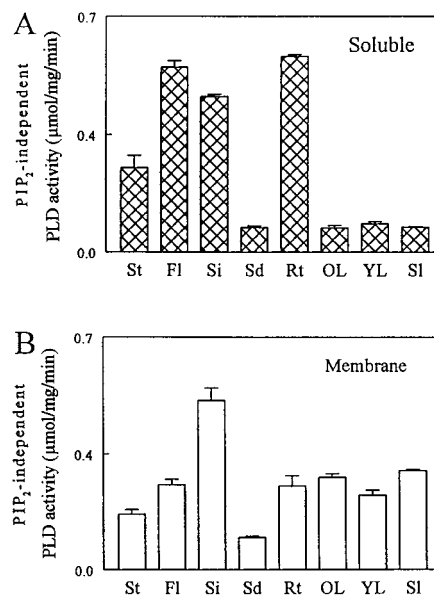 A
0.7
Soluble
PIP2-independent
PLD activity (μmol/mg/min)
0.4
0.0
St Fl Si Sd Rt OL YL Sl
B
0.7
Membrane
PIP2-independent
PLD activity (μmol/mg/min)
0.4
0.0
St Fl Si Sd Rt OL YL Sl